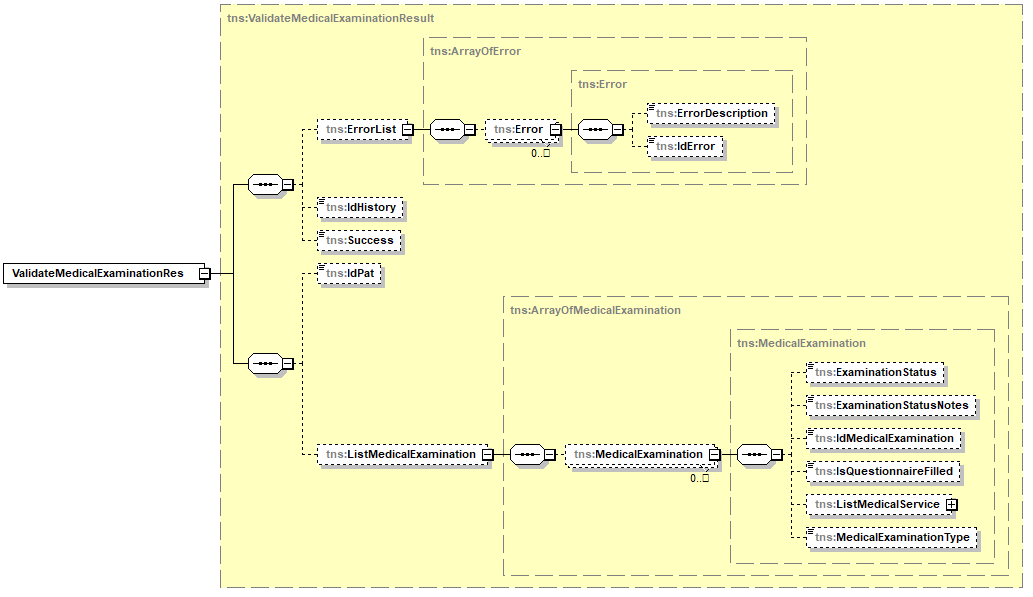 tns:ValidateMedicalExaminationResult
tns:ArrayOfError
tns:Error
tns:ErrorDescription
tns:ErrorList
tns:Error
tns:IdError
0..□
tns:IdHistory
tns:Success
ValidateMedicalExaminationRes
tns:IdPat
tns:ArrayOfMedicalExamination
tns:MedicalExamination
tns:ExaminationStatus
tns:ExaminationStatusNotes
tns:IdMedicalExamination
tns:ListMedicalExamination
tns:MedicalExamination
tns:IsQuestionnaireFilled
0..□
tns:ListMedicalService
tns:MedicalExaminationType